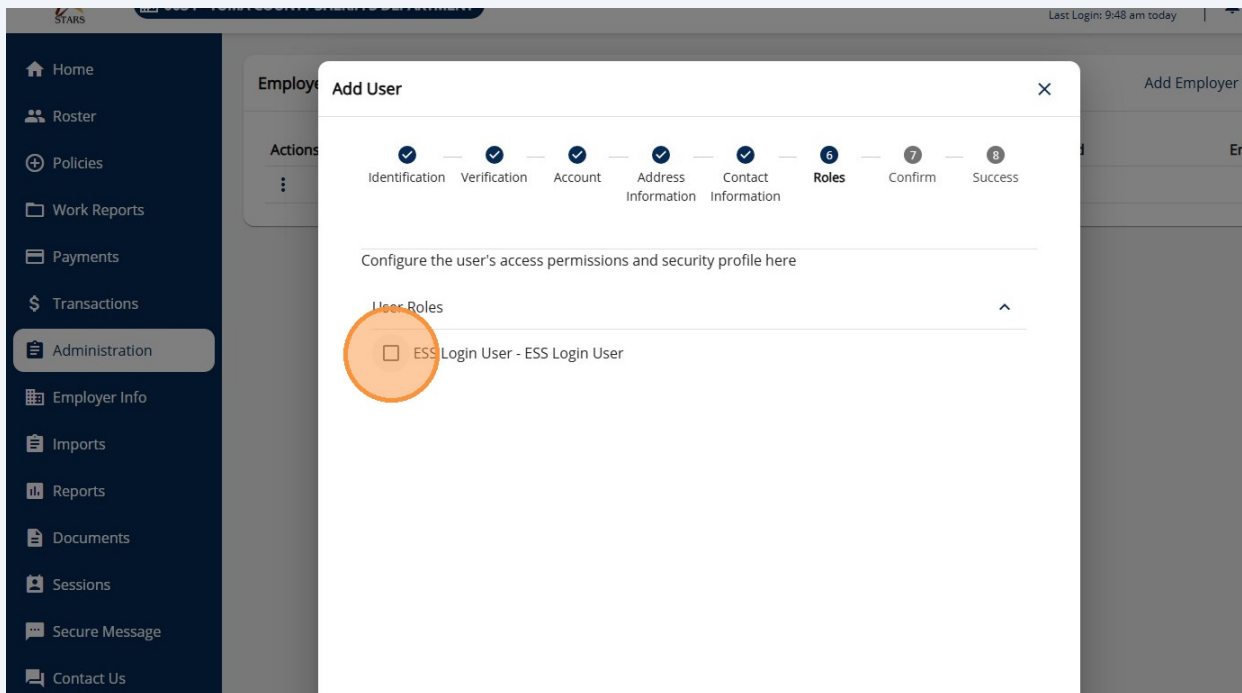 STARS
Last Login: 9:48 am today
Home
Roster
Policies
Work Reports
Payments
Transactions
Administration
Employer Info
Imports
Reports
Documents
Sessions
Secure Message
Contact Us
Employe
Add Employer
Actions
Er
Add User
6 7 8
Identification Verification Account Address Information Contact Information Roles Confirm Success
Configure the user's access permissions and security profile here
User Roles
ESS Login User - ESS Login User